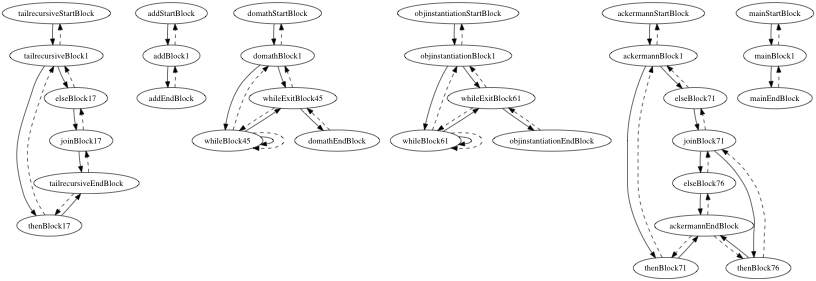 tailrecursiveStartBlock
tailrecursiveBlock1
elseBlock17
joinBlock17
tailrecursiveEndBlock
thenBlock17
addStartBlock
addBlock1
addEndBlock
domathStartBlock
domathBlock1
whileExitBlock45
whileBlock45
domathEndBlock
objinstantiationStartBlock
objinstantiationBlock1
whileExitBlock61
whileBlock61
objinstantiationEndBlock
ackermannStartBlock
ackermannBlock1
elseBlock71
joinBlock71
elseBlock76
ackermannEndBlock
thenBlock71
thenBlock76
mainStartBlock
mainBlock1
mainEndBlock